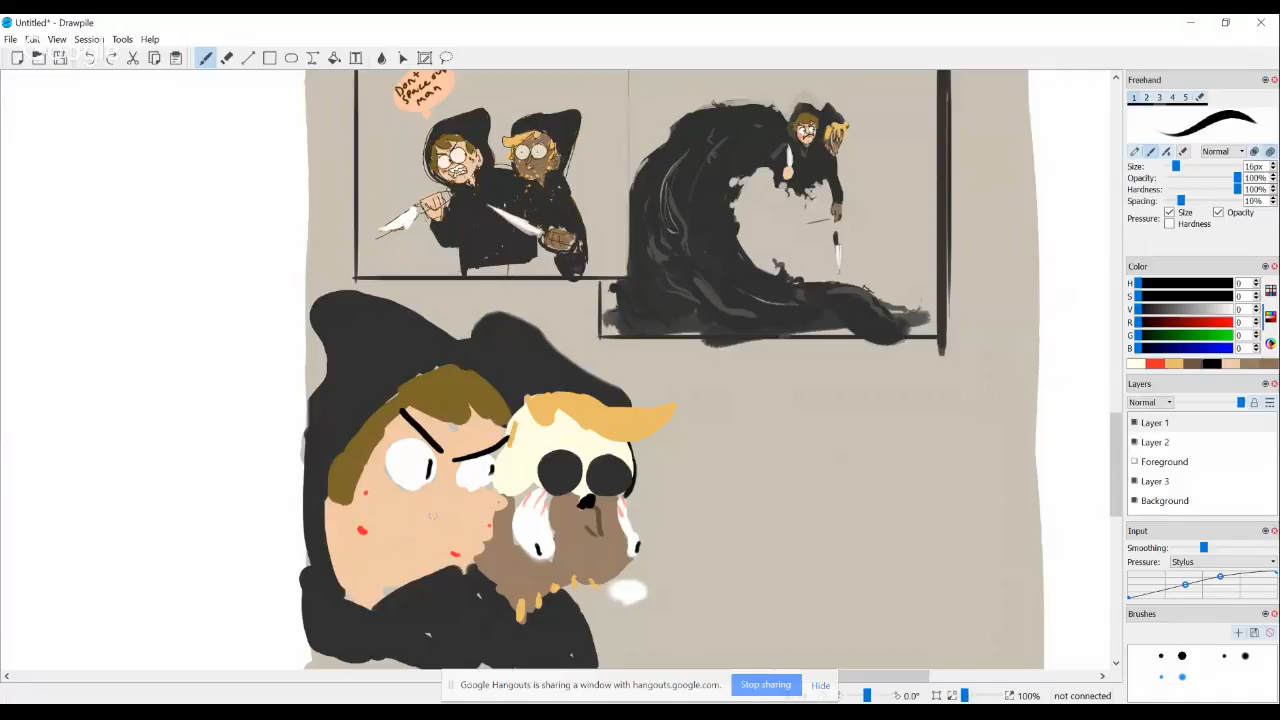 Untitled* - Drawpile
File Edit View Session Tools Help
Don't
space out
man
Freehand
1 2 3 4 5
Normal
Size: 16px
Opacity: 100%
Hardness: 100%
Spacing: 10%
Pressure: Size Opacity
Hardness
Color
H 0
S 0
V 0
R 0
G 0
B 0
Layers
Normal
Layer 1
Layer 2
Foreground
Layer 3
Background
Input
Smoothing:
Pressure: Stylus
Brushes
Google Hangouts is sharing a window with hangouts.google.com. Stop sharing Hide
0.0° 100% not connected